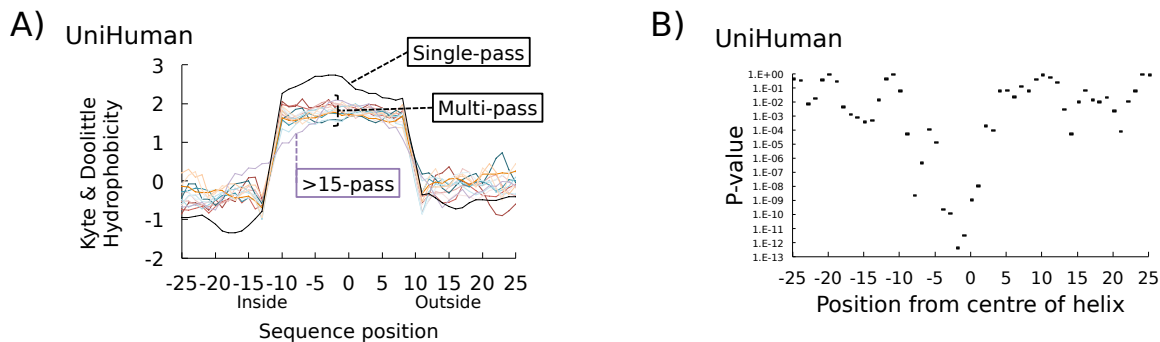 A)
UniHuman
Kyte & Doolittle
Hydrophobicity
3
2
1
0
-1
-2
Single-pass
Multi-pass
>15-pass
-25 -20 -15 -10 -5 0 5 10 15 20 25
Inside Outside
Sequence position
B)
UniHuman
P-value
1.E+00
1.E-01
1.E-02
1.E-03
1.E-04
1.E-05
1.E-06
1.E-07
1.E-08
1.E-09
1.E-10
1.E-11
1.E-12
1.E-13
-25 -20 -15 -10 -5 0 5 10 15 20 25
Position from centre of helix